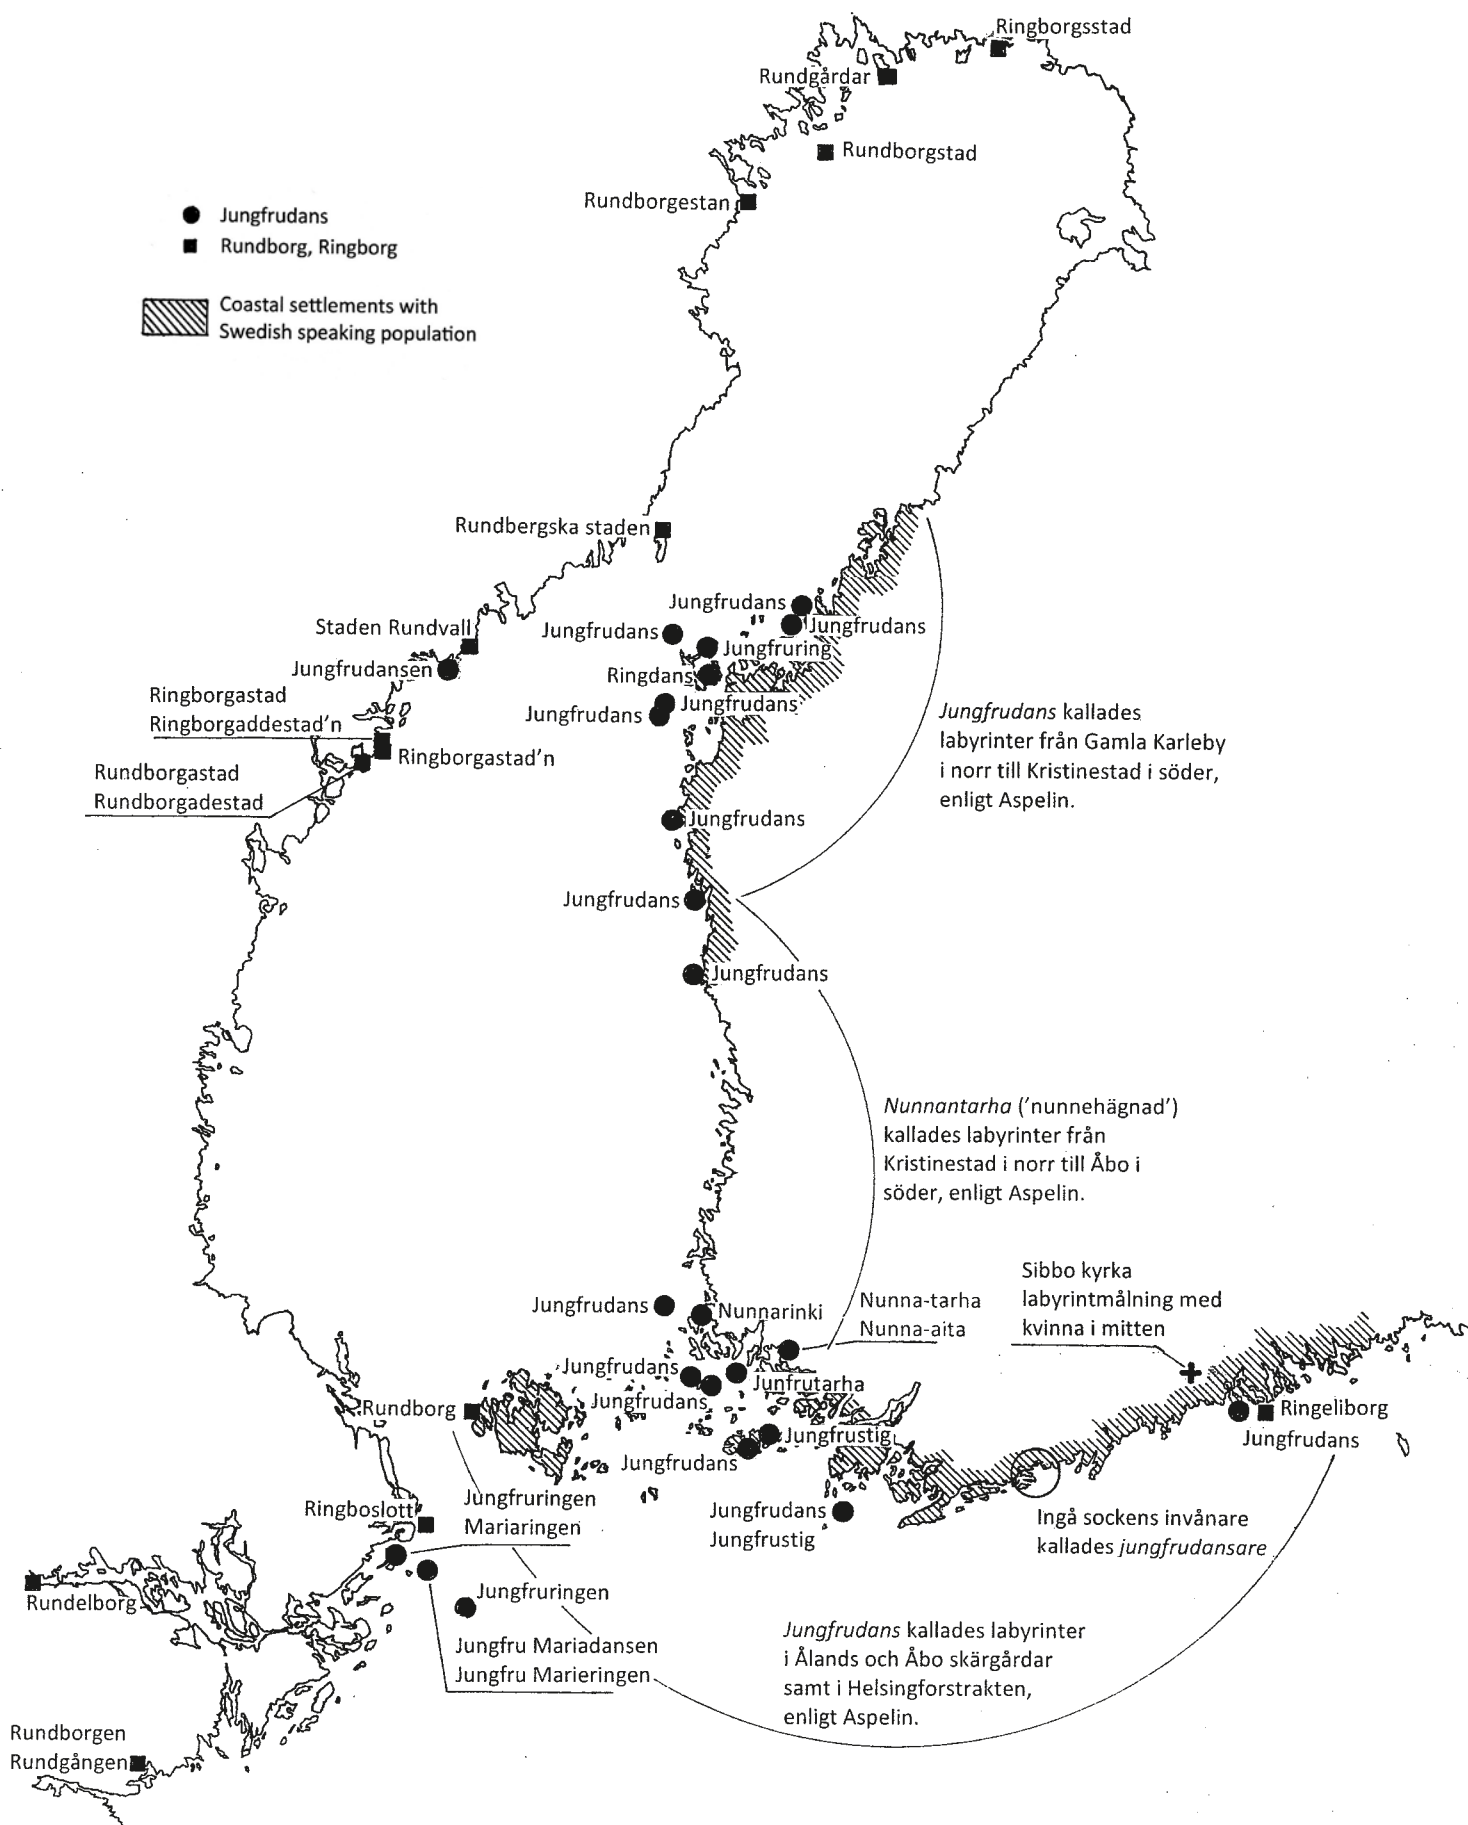 Ringborgsstad
Rundgårdar
Rundborgstad
Rundborgestan
Jungfrudans
Rundborg, Ringborg
Coastal settlements with
Swedish speaking population
Rundbergska staden
Jungfrudans
Jungfrudans
Staden Rundvall
Jungfrudans
Jungfruring
Jungfrudansen
Ringdans
Ringborgastad
Ringborgaddestad’n
Jungfrudans
Jungfrudans
Ringborgastad’n
Rundborgastad
Rundborgadestad
Jungfrudans kallades
labyrinter från Gamla Karleby
i norr till Kristinestad i söder,
enligt Aspelin.
Jungfrudans
Jungfrudans
Jungfrudans
Nunnantarha (’nunnehägnad’)
kallades labyrinter från
Kristinestad i norr till Åbo i
söder, enligt Aspelin.
Sibbo kyrka
labyrintmålning med
kvinna i mitten
Jungfrudans
Nunnarinki
Nunna-tarha
Nunna-aita
Jungfrudans
Junfrutarha
Jungfrudans
Rundborg
Ringeliborg
Jungfrudans
Jungfrustig
Jungfrudans
Jungfrudans
Jungfrustig
Ingå sockens invånare
kallades jungfrudansare
Ringboslott
Jungfruringen
Mariaringen
Rundelborg
Jungfruringen
Jungfru Mariadansen
Jungfru Marieringen
Jungfrudans kallades labyrinter
i Ålands och Åbo skärgårdar
samt i Helsingforstrakten,
enligt Aspelin.
Rundborgen
Rundgången